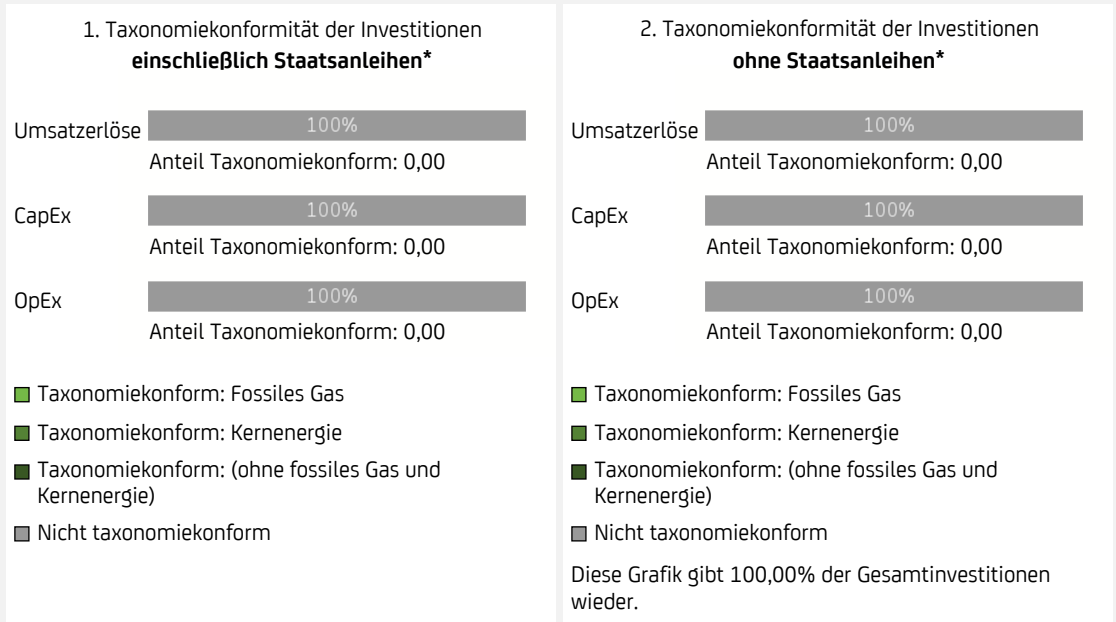 1. Taxonomiekonformität der Investitionen
einschließlich Staatsanleihen*
Umsatzerlöse
100%
Anteil Taxonomiekonform: 0,00
CapEx
100%
Anteil Taxonomiekonform: 0,00
OpEx
100%
Anteil Taxonomiekonform: 0,00
Taxonomiekonform: Fossiles Gas
Taxonomiekonform: Kernenergie
Taxonomiekonform: (ohne fossiles Gas und
Kernenergie)
Nicht taxonomiekonform
2. Taxonomiekonformität der Investitionen
ohne Staatsanleihen*
Umsatzerlöse
100%
Anteil Taxonomiekonform: 0,00
CapEx
100%
Anteil Taxonomiekonform: 0,00
OpEx
100%
Anteil Taxonomiekonform: 0,00
Taxonomiekonform: Fossiles Gas
Taxonomiekonform: Kernenergie
Taxonomiekonform: (ohne fossiles Gas und
Kernenergie)
Nicht taxonomiekonform
Diese Grafik gibt 100,00% der Gesamtinvestitionen
wieder.